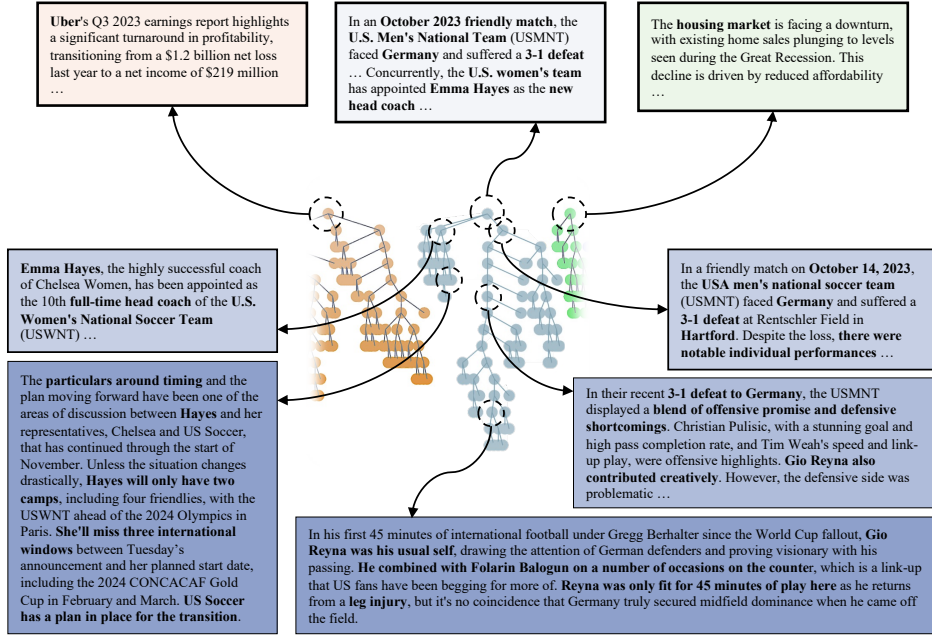 Uber's Q3 2023 earnings report highlights
a significant turnaround in profitability,
transitioning from a $1.2 billion net loss
last year to a net income of $219 million
…
In an October 2023 friendly match, the
U.S. Men's National Team (USMNT)
faced Germany and suffered a 3-1 defeat
… Concurrently, the U.S. women's team
has appointed Emma Hayes as the new
head coach …
The housing market is facing a downturn,
with existing home sales plunging to levels
seen during the Great Recession. This
decline is driven by reduced affordability
…
Emma Hayes, the highly successful coach
of Chelsea Women, has been appointed as
the 10th full-time head coach of the U.S.
Women's National Soccer Team
(USWNT) …
In a friendly match on October 14, 2023,
the USA men's national soccer team
(USMNT) faced Germany and suffered a
3-1 defeat at Rentschler Field in
Hartford. Despite the loss, there were
notable individual performances …
The particulars around timing and the
plan moving forward have been one of the
areas of discussion between Hayes and her
representatives, Chelsea and US Soccer,
that has continued through the start of
November. Unless the situation changes
drastically, Hayes will only have two
camps, including four friendlies, with the
USWNT ahead of the 2024 Olympics in
Paris. She'll miss three international
windows between Tuesday's
announcement and her planned start date,
including the 2024 CONCACAF Gold
Cup in February and March. US Soccer
has a plan in place for the transition.
In their recent 3-1 defeat to Germany, the USMNT
displayed a blend of offensive promise and defensive
shortcomings. Christian Pulisic, with a stunning goal and
high pass completion rate, and Tim Weah's speed and link-
up play, were offensive highlights. Gio Reyna also
contributed creatively. However, the defensive side was
problematic …
In his first 45 minutes of international football under Gregg Berhalter since the World Cup fallout, Gio
Reyna was his usual self, drawing the attention of German defenders and proving visionary with his
passing. He combined with Folarin Balogun on a number of occasions on the counter, which is a link-up
that US fans have been begging for more of. Reyna was only fit for 45 minutes of play here as he returns
from a leg injury, but it's no coincidence that Germany truly secured midfield dominance when he came off
the field.